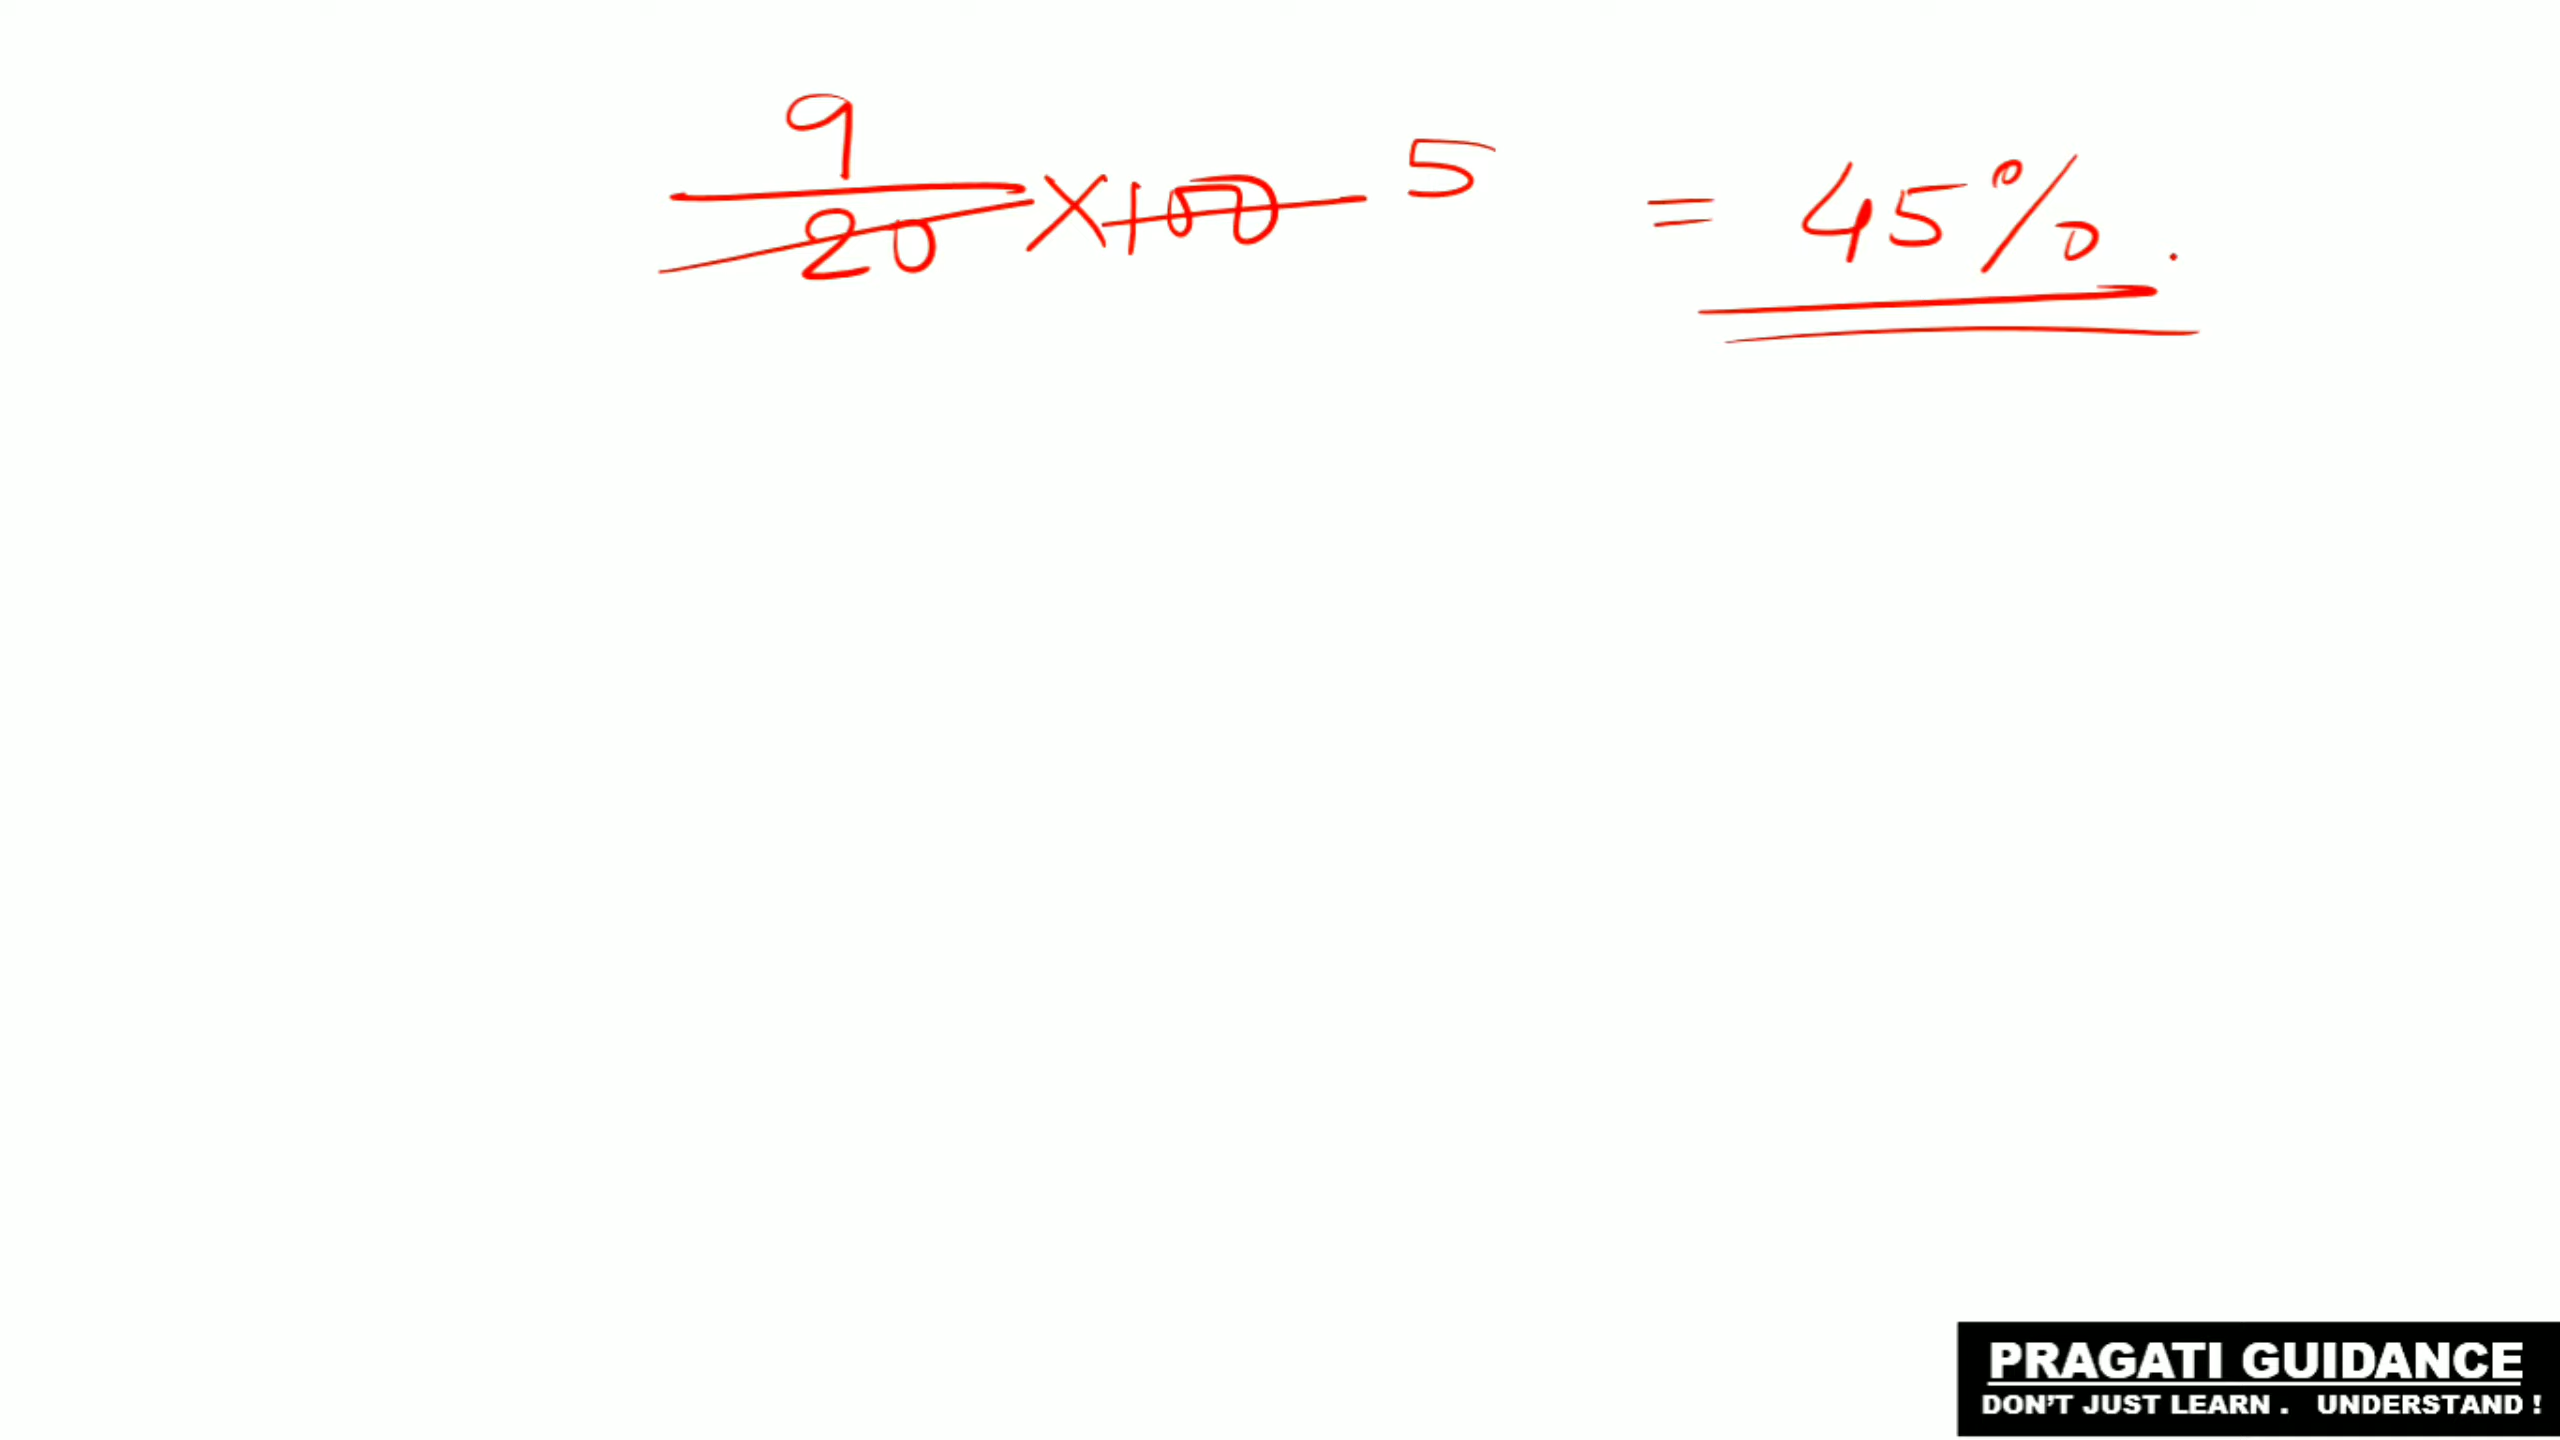 9
20 × 100 5 = 45% .
PRAGATI GUIDANCE
DON'T JUST LEARN . UNDERSTAND !